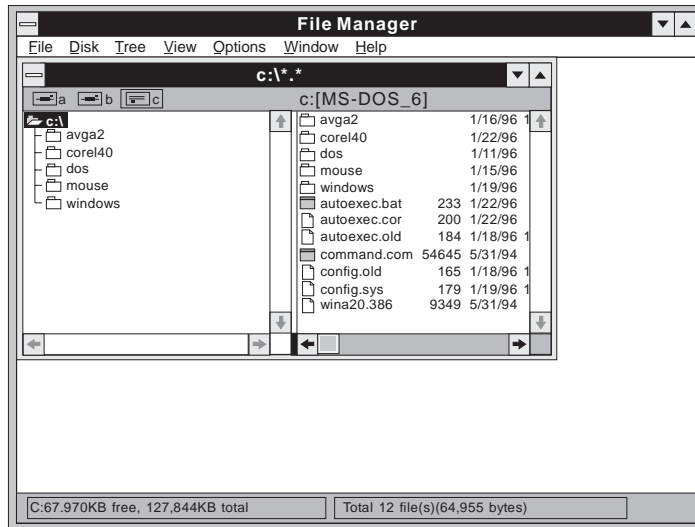 File Manager
File Disk Tree View Options Window Help
c:\*.*
a b c c:[MS-DOS_6]
c:\
avga2
corel40
dos
mouse
windows
avga2 1/16/96 1
corel40 1/22/96
dos 1/11/96
mouse 1/15/96
windows 1/19/96
autoexec.bat 233 1/22/96
autoexec.cor 200 1/22/96
autoexec.old 184 1/18/96 1
command.com 54645 5/31/94
config.old 165 1/18/96 1
config.sys 179 1/19/96 1
wina20.386 9349 5/31/94
C:67.970KB free, 127,844KB total
Total 12 file(s)(64,955 bytes)